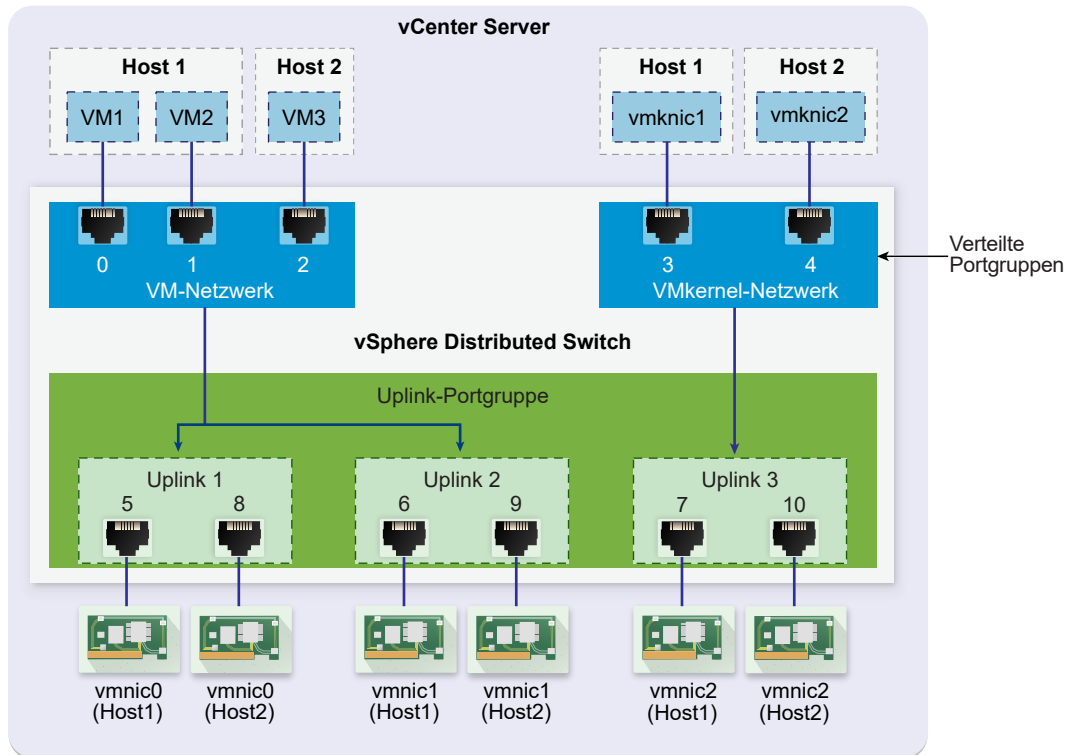 vCenter Server
Host 1
Host 2
Host 1
Host 2
VM1
VM2
VM3
vmknic1
vmknic2
0
1
2
3
4
VM-Netzwerk
VMkernel-Netzwerk
Verteilte
Portgruppen
vSphere Distributed Switch
Uplink-Portgruppe
Uplink 1
Uplink 2
Uplink 3
5
8
6
9
7
10
vmnic0
(Host1)
vmnic0
(Host2)
vmnic1
(Host1)
vmnic1
(Host2)
vmnic2
(Host1)
vmnic2
(Host2)